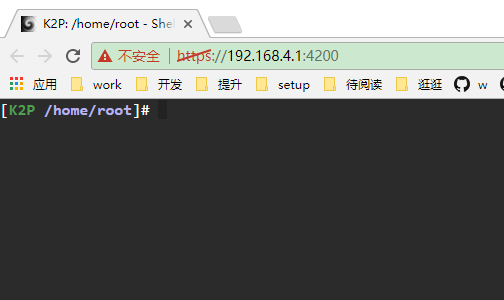 K2P: /home/root - Shel
不安全 https://192.168.4.1:4200
应用 work 开发 提升 setup 待阅读 逛逛 w
[K2P /home/root]#